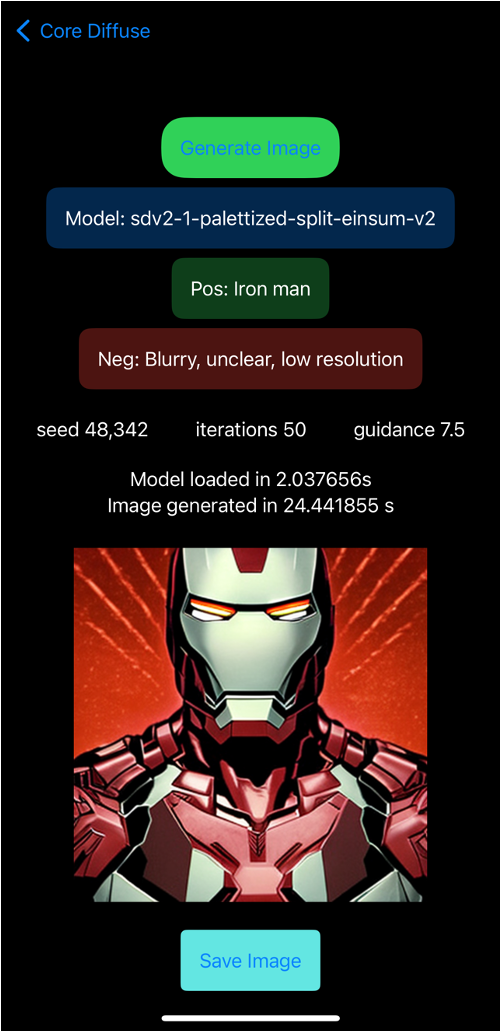 Core Diffuse
Generate Image
Model: sdv2-1-palettized-split-einsum-v2
Pos: Iron man
Neg: Blurry, unclear, low resolution
seed 48,342 iterations 50 guidance 7.5
Model loaded in 2.037656s
Image generated in 24.441855 s
Save Image